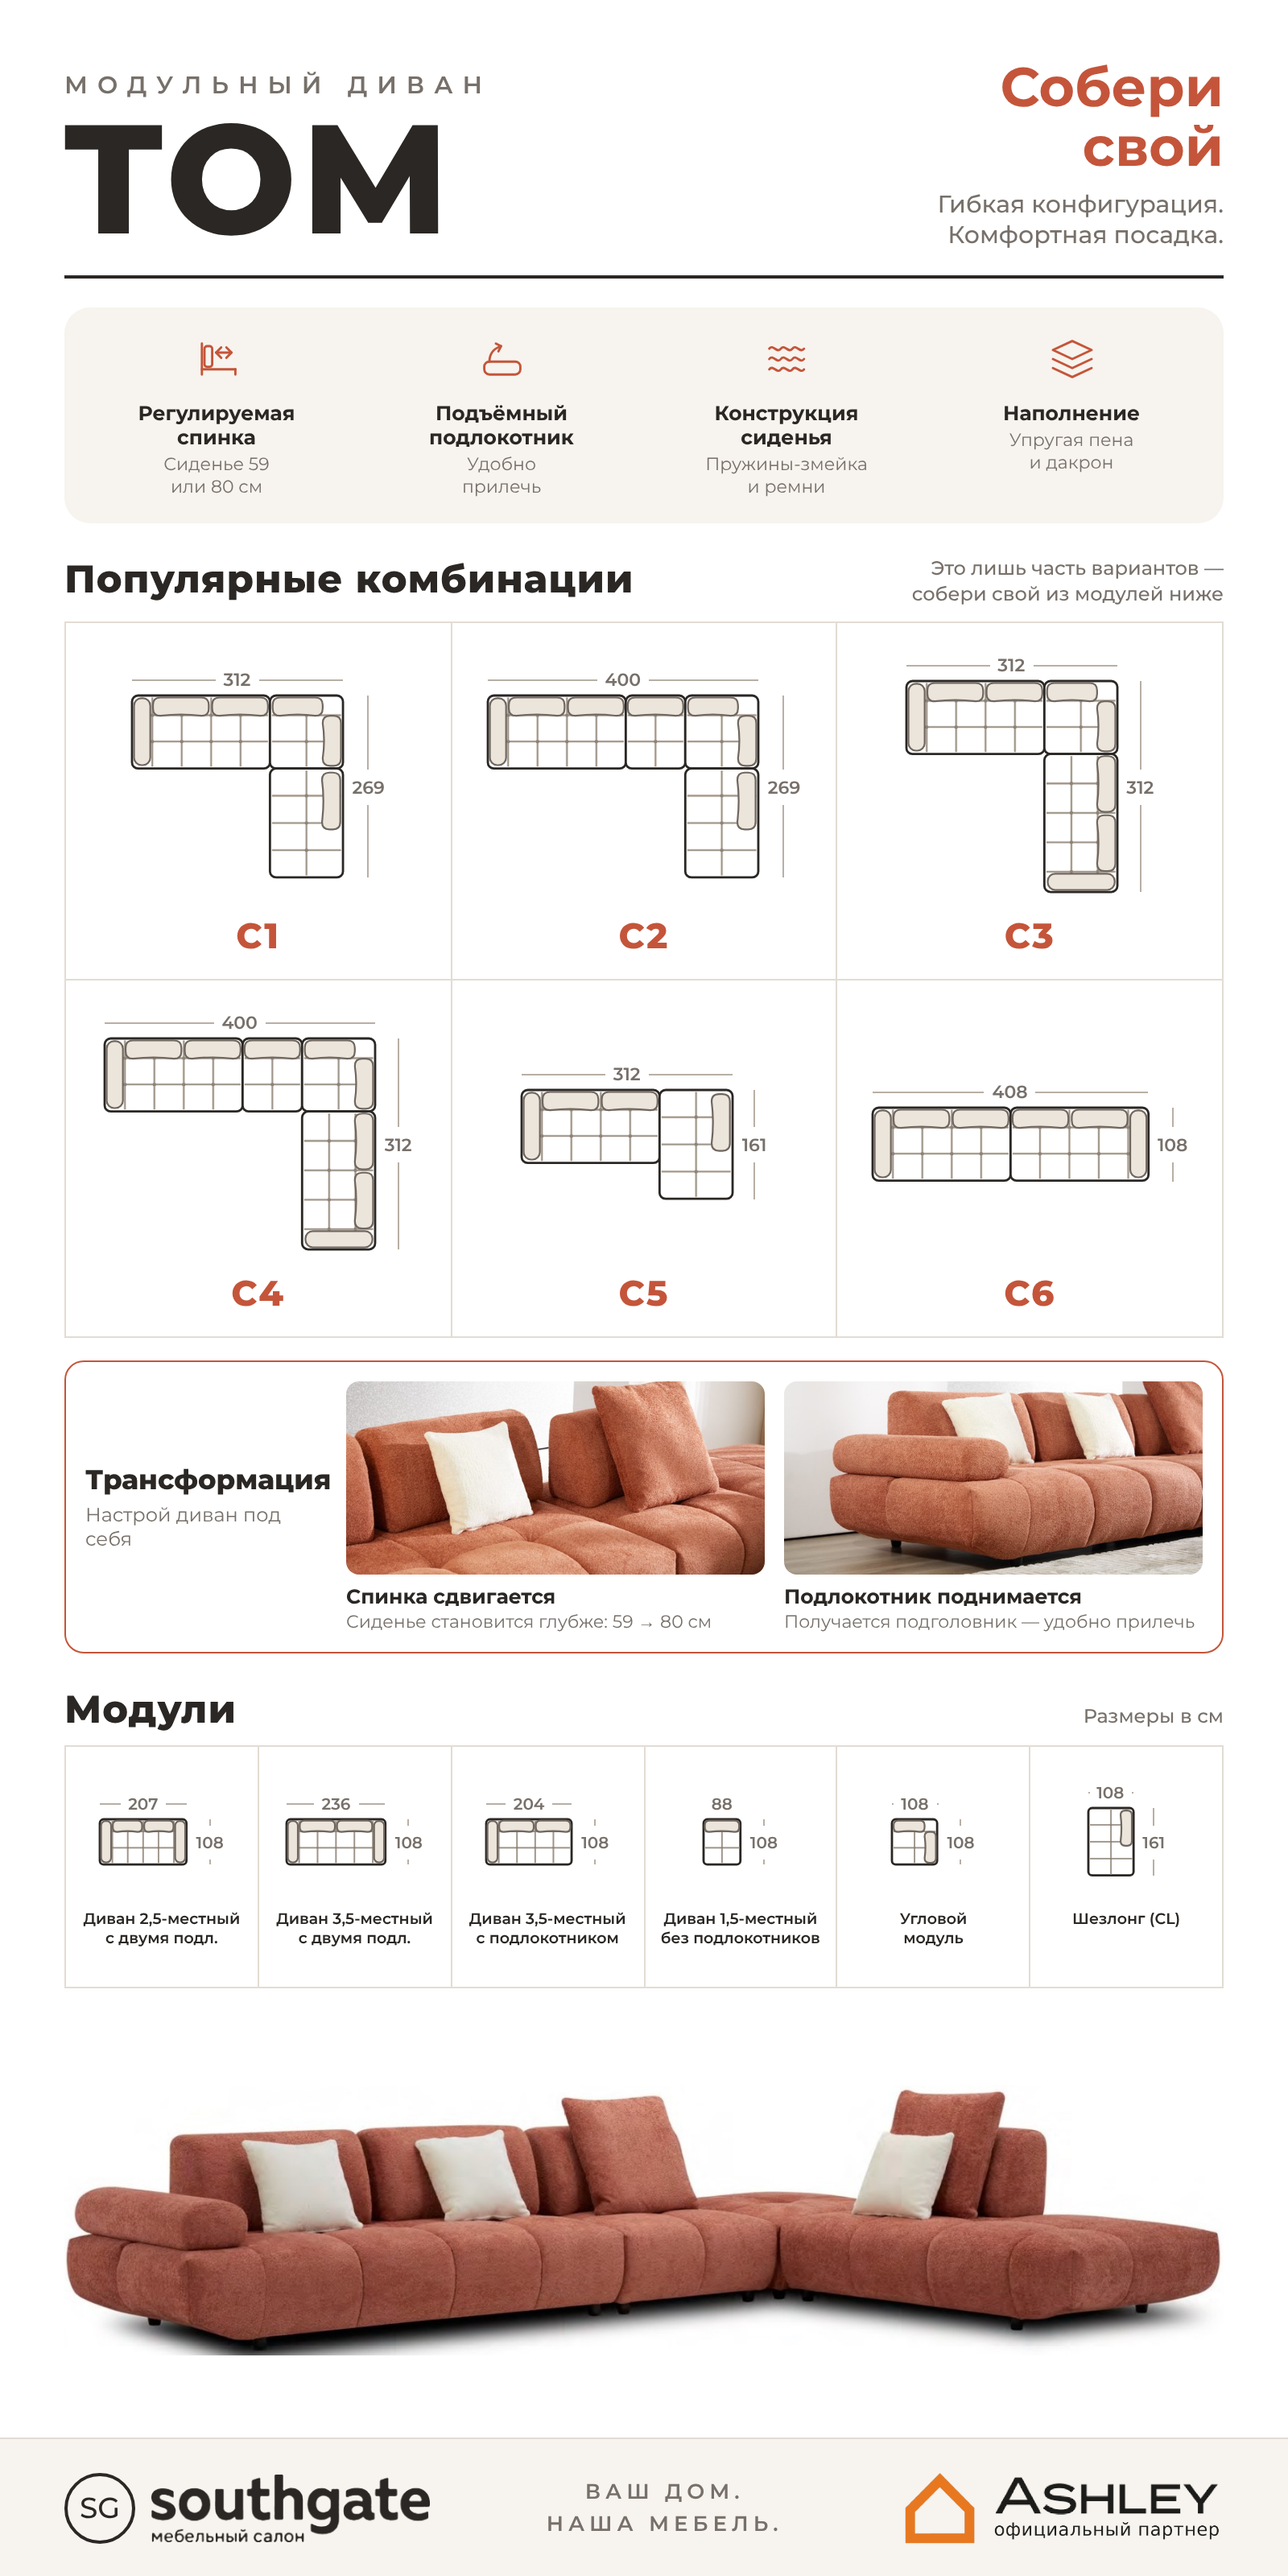 МОДУЛЬНЫЙ ДИВАН
ТОМ
Собери
свой
Гибкая конфигурация.
Комфортная посадка.
Регулируемая
спинка
Сиденье 59
или 80 см
Подъёмный
подлокотник
Удобно
прилечь
Конструкция
сиденья
Пружины-змейка
и ремни
Наполнение
Упругая пена
и дакрон
Популярные комбинации
Это лишь часть вариантов —
собери свой из модулей ниже
312
269
C1
400
269
C2
312
312
C3
400
312
C4
312
161
C5
408
108
C6
Трансформация
Настрой диван под
себя
Спинка сдвигается
Сиденье становится глубже: 59 → 80 см
Подлокотник поднимается
Получается подголовник — удобно прилечь
Модули
Размеры в см
207
108
Диван 2,5-местный
с двумя подл.
236
108
Диван 3,5-местный
с двумя подл.
204
108
Диван 3,5-местный
с подлокотником
88
108
Диван 1,5-местный
без подлокотников
108
108
Угловой
модуль
108
161
Шезлонг (CL)
SG
southgate
мебельный салон
ВАШ ДОМ.
НАША МЕБЕЛЬ.
ASHLEY
официальный партнер